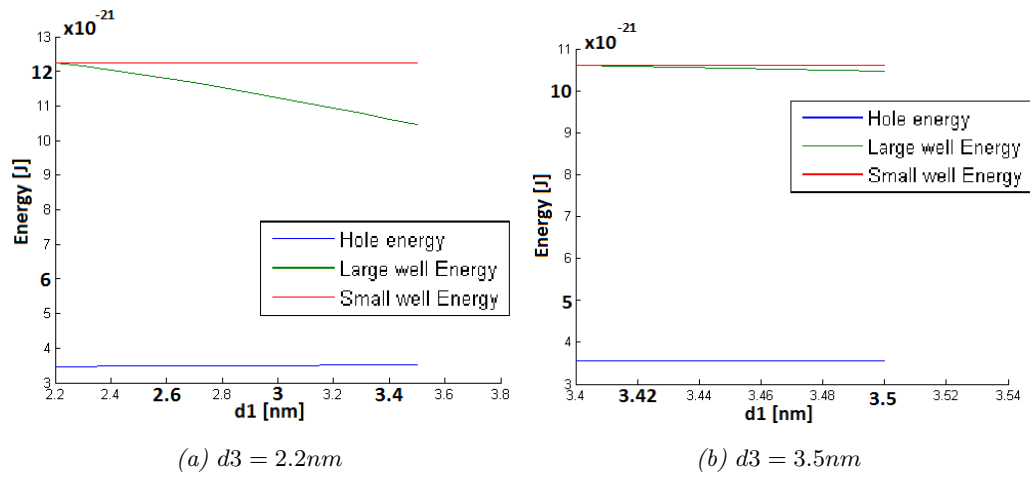 x10^-21
13
12
11
10
9
8
7
6
5
4
3
Energy [J]
Hole energy
Large well Energy
Small well Energy
2.2 2.4 2.6 2.8 3 3.2 3.4 3.6 3.8
d1 [nm]
(a) d3 = 2.2nm
x10^-21
11
10
9
8
7
6
5
4
3
Energy [J]
Hole energy
Large well Energy
Small well Energy
3.4 3.42 3.44 3.46 3.48 3.5 3.52 3.54
d1 [nm]
(b) d3 = 3.5nm